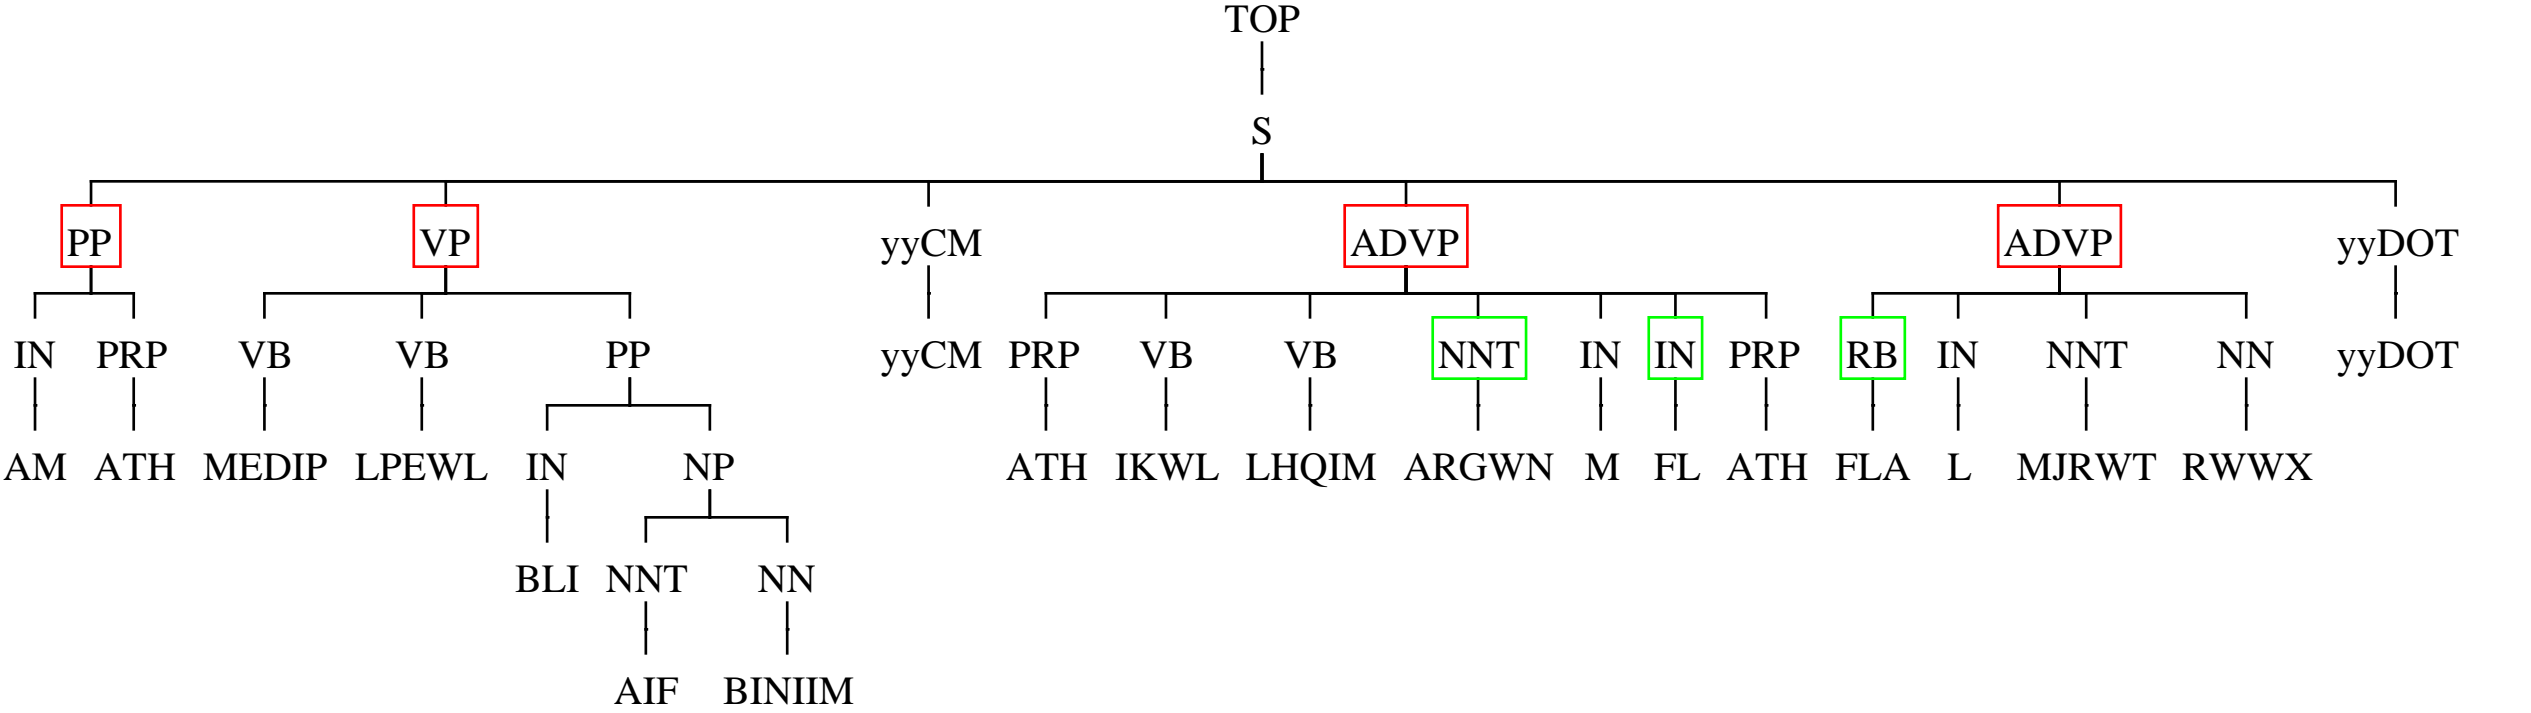 TOP
S
PP VP yyCM ADVP ADVP yyDOT
IN PRP VB VB PP yyCM PRP VB VB NNT IN IN PRP RB IN NNT NN yyDOT
AM ATH MEDIP LPEWL IN NP ATH IKWL LHQIM ARGWN M FL ATH FLA L MJRWT RWWX
BLI NNT NN
AIF BINIIM